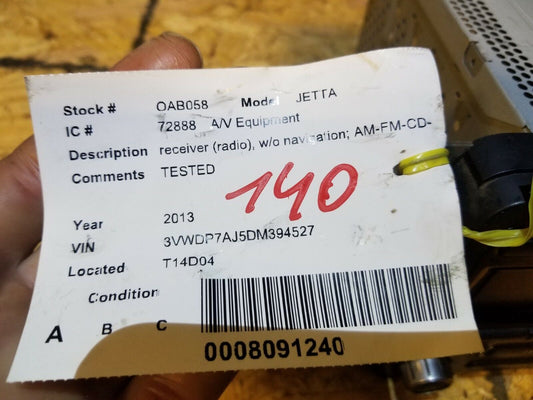 Stock # OAB058 Model JETTA
IC # 72888 A/V Equipment
Description receiver (radio), w/o navigation; AM-FM-CD-
Comments TESTED
140
Year 2013
VIN 3VWDP7AJ5DM394527
Located T14D04
Condition
A B C
0008091240